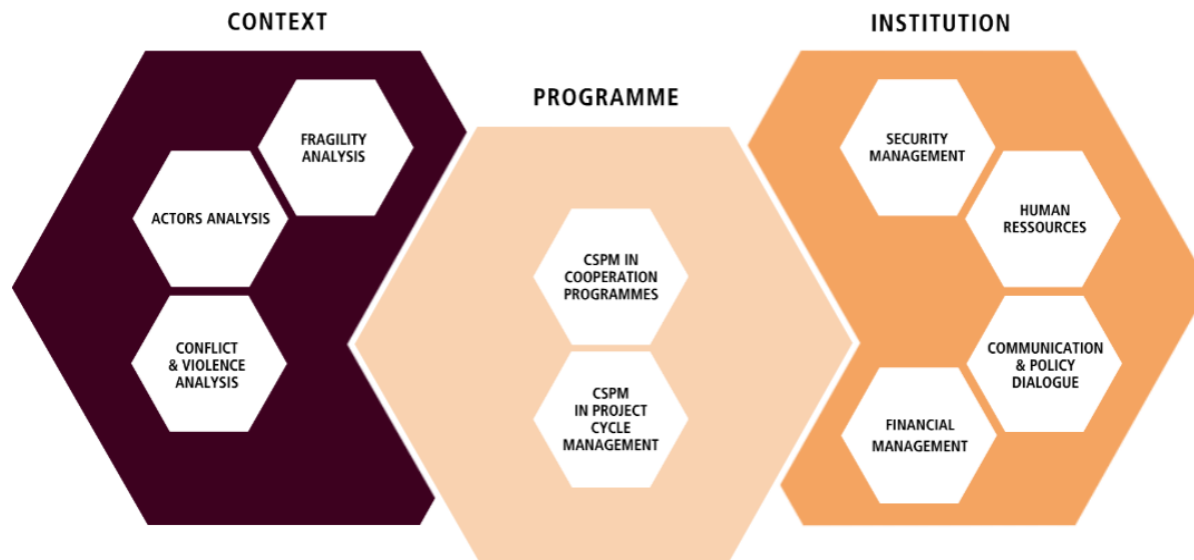 CONTEXT
FRAGILITY
ANALYSIS
ACTORS ANALYSIS
CONFLICT
& VIOLENCE
ANALYSIS
PROGRAMME
CSPM IN
COOPERATION
PROGRAMMES
CSPM
IN PROJECT
CYCLE
MANAGEMENT
INSTITUTION
SECURITY
MANAGEMENT
HUMAN
RESSOURCES
COMMUNICATION
& POLICY
DIALOGUE
FINANCIAL
MANAGEMENT